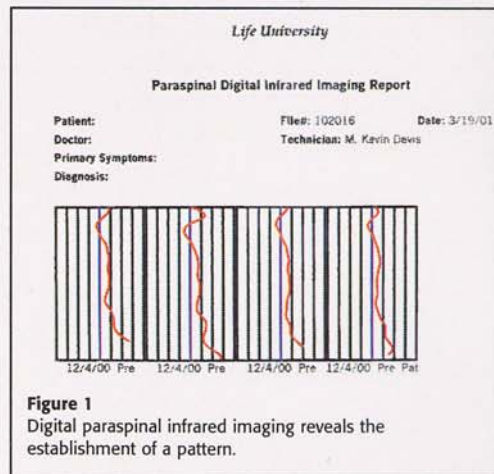 Life University
Paraspinal Digital Infrared Imaging Report
Patient: File#: 102016 Date: 3/19/01
Doctor: Technician: M. Kevin Davis
Primary Symptoms:
Diagnosis:
12/4/00 Pre 12/4/00 Pre 12/4/00 Pre 12/4/00 Pre Pat
Figure 1
Digital paraspinal infrared imaging reveals the
establishment of a pattern.